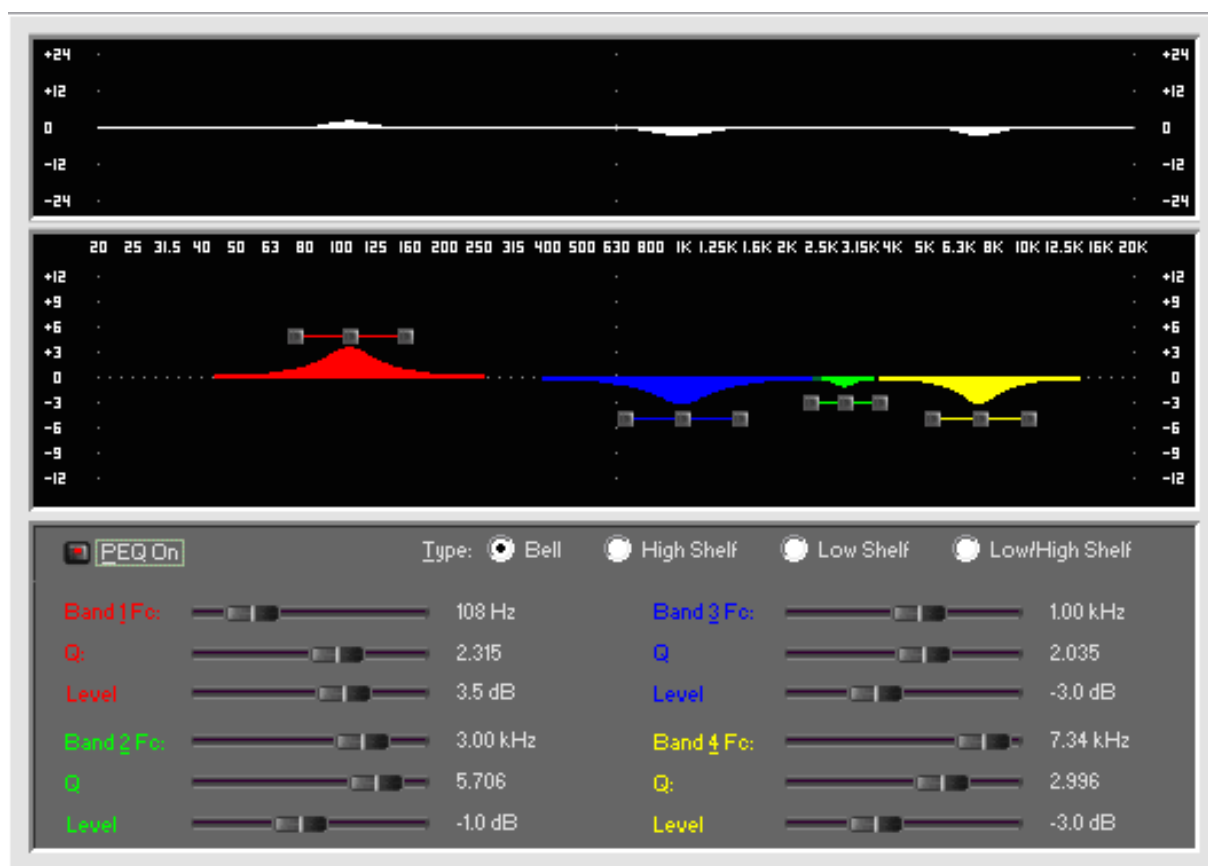 +24 +24
+12 +12
0 0
-12 -12
-24 -24
20 25 31.5 40 50 63 80 100 125 160 200 250 315 400 500 630 800 1K 1.25K 1.6K 2K 2.5K 3.15K 4K 5K 6.3K 8K 10K 12.5K 16K 20K
+12 +12
+9 +9
+6 +6
+3 +3
0 0
-3 -3
-6 -6
-9 -9
-12 -12
PEQ On Type: Bell High Shelf Low Shelf Low/High Shelf
Band 1 Fc: 108 Hz Band 3 Fc: 1.00 kHz
Q: 2.315 Q 2.035
Level 3.5 dB Level -3.0 dB
Band 2 Fc: 3.00 kHz Band 4 Fc: 7.34 kHz
Q 5.706 Q: 2.996
Level -1.0 dB Level -3.0 dB